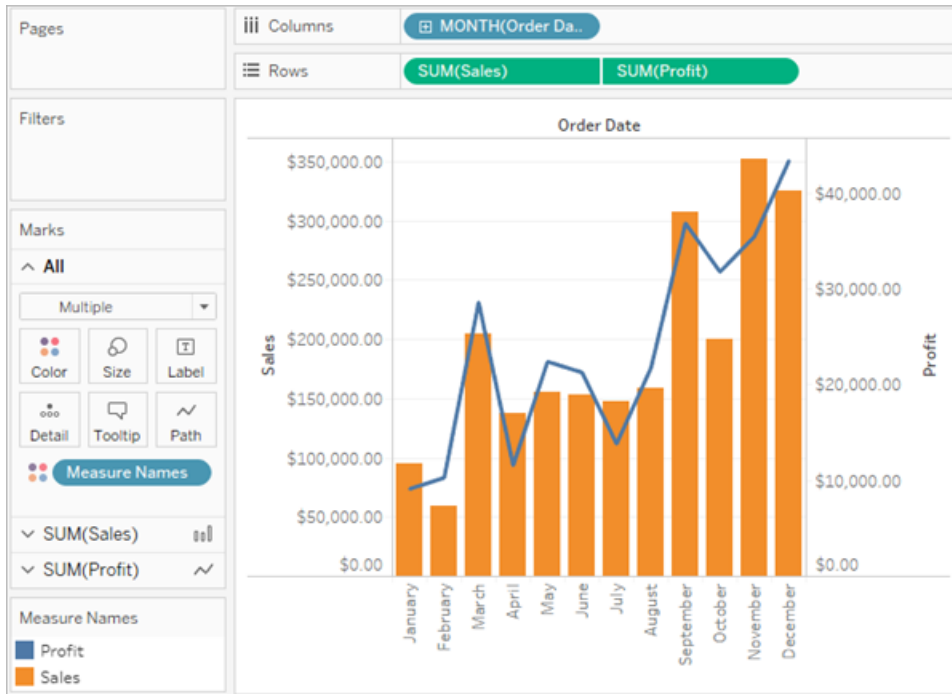 Pages
Columns
MONTH(Order Da..
Rows
SUM(Sales)
SUM(Profit)
Filters
Marks
All
Multiple
Color
Size
Label
Detail
Tooltip
Path
Measure Names
SUM(Sales)
SUM(Profit)
Measure Names
Profit
Sales
Order Date
Sales
$350,000.00
$300,000.00
$250,000.00
$200,000.00
$150,000.00
$100,000.00
$50,000.00
$0.00
$40,000.00
$30,000.00
$20,000.00
$10,000.00
$0.00
Profit
January
February
March
April
May
June
July
August
September
October
November
December